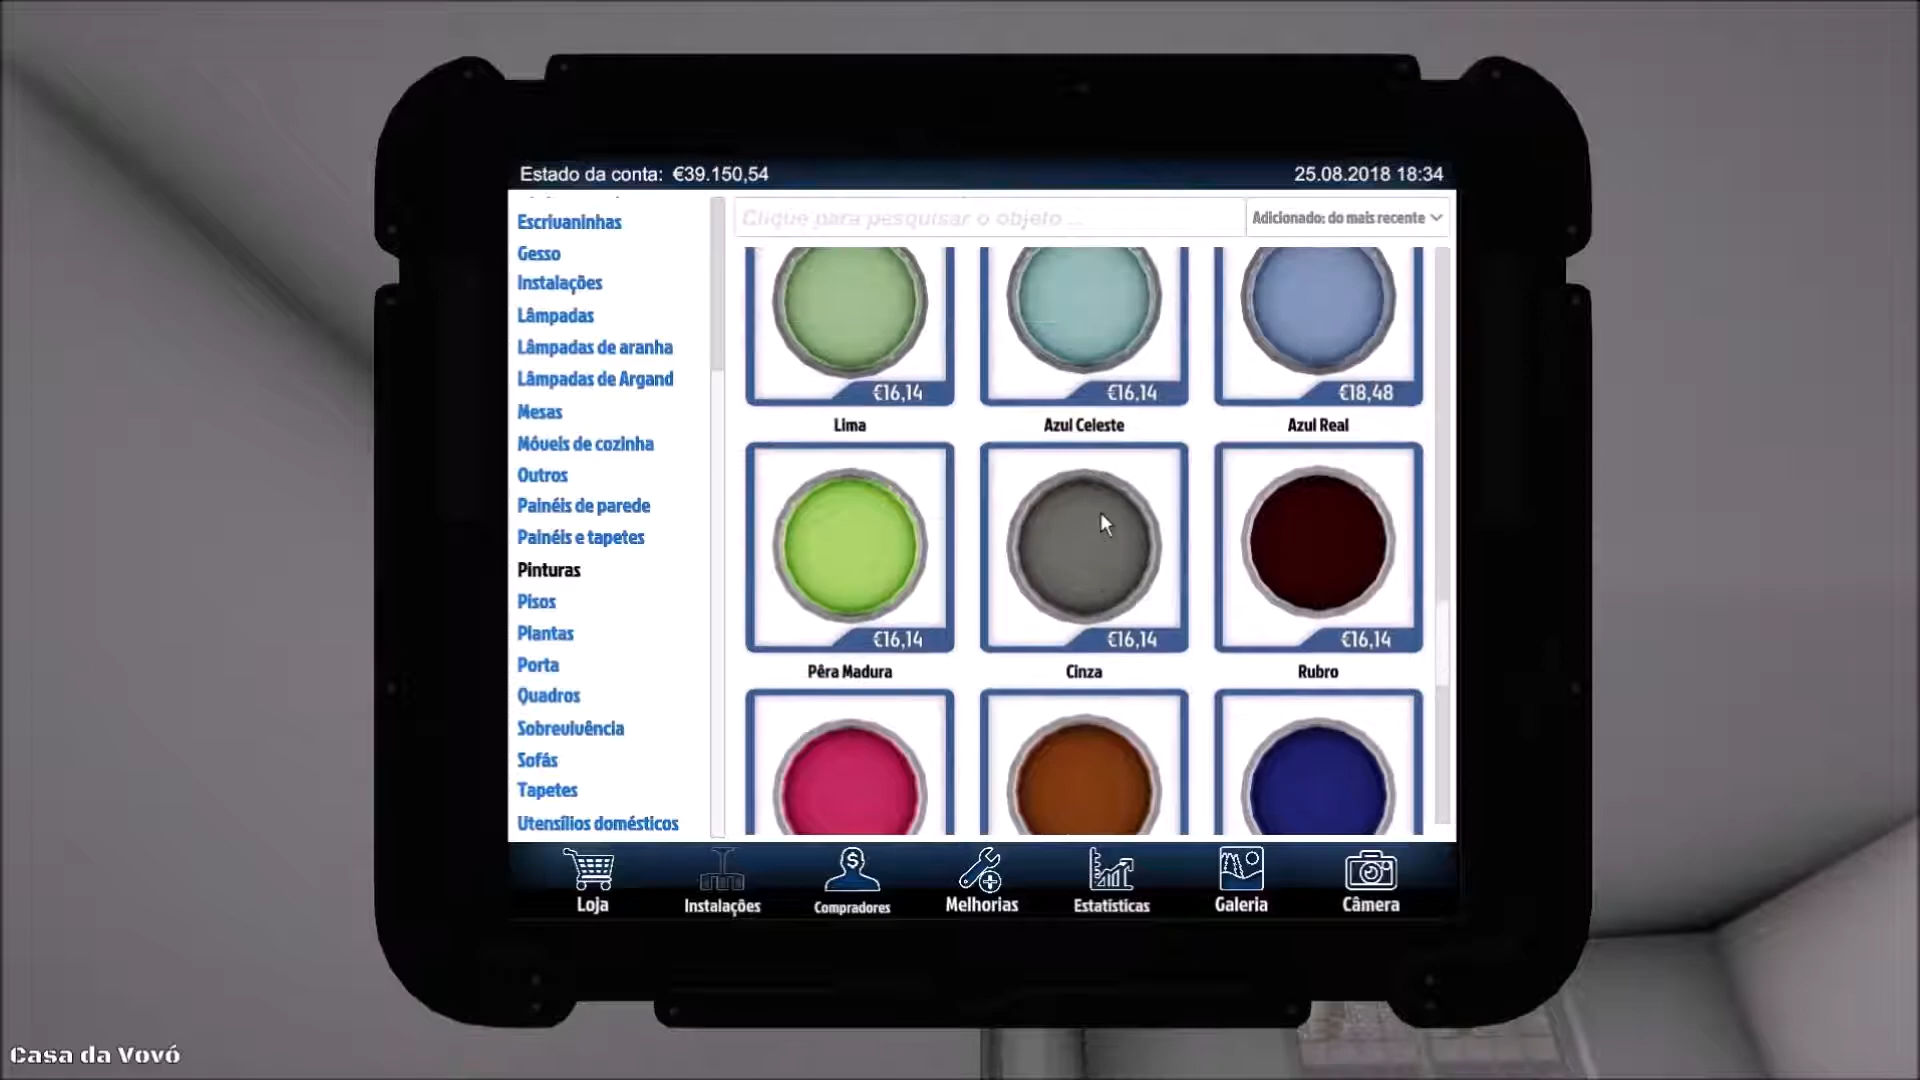 Estado da conta: €39.150,54
25.08.2018 18:34
Clique para pesquisar o objeto ...
Adicionado: do mais recente
Escrivaninhas
Gesso
Instalações
Lâmpadas
Lâmpadas de aranha
Lâmpadas de Argand
Mesas
Móveis de cozinha
Outros
Painéis de parede
Painéis e tapetes
Pinturas
Pisos
Plantas
Porta
Quadros
Sobrevivência
Sofás
Tapetes
Utensílios domésticos
€16,14
€16,14
€18,48
Lima
Azul Celeste
Azul Real
€16,14
€16,14
€16,14
Pêra Madura
Cinza
Rubro
Loja
Instalações
Compradores
Melhorias
Estatísticas
Galeria
Câmera
Casa da Vovó